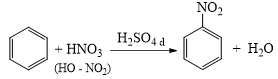 NO2
+ HNO3 H2SO4 đ + H2O
(HO - NO2)